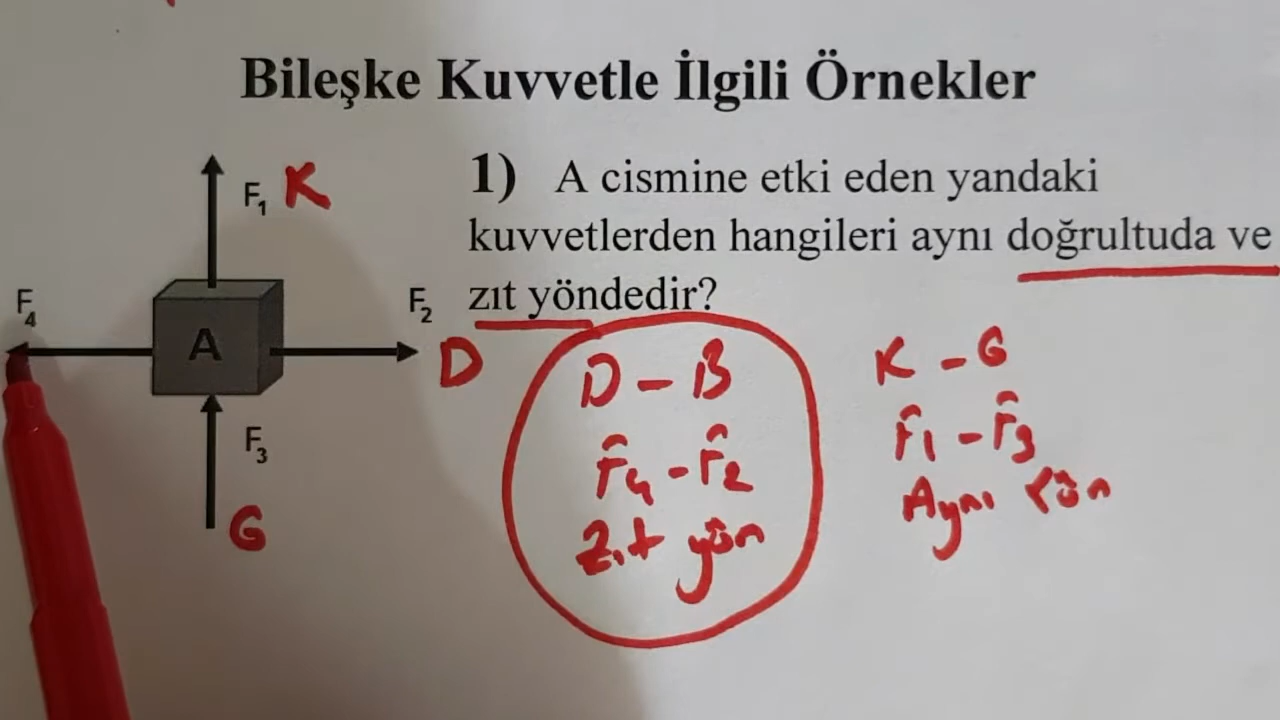 Bileşke Kuvvetle İlgili Örnekler
F₁ K
1) A cismine etki eden yandaki
kuvvetlerden hangileri aynı doğrultuda ve
zıt yöndedir?
F₄
A
F₂
D
F₃
G
D – B
F₄ – F₂
Zıt yön
K – G
F₁ – F₃
Aynı Yön